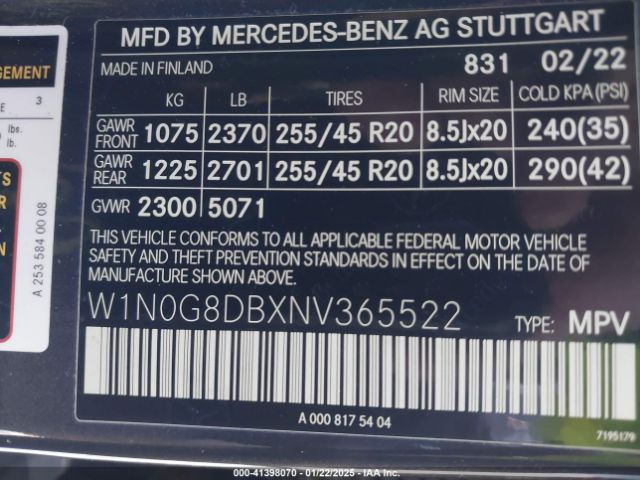 MFD BY MERCEDES-BENZ AG STUTTGART
MADE IN FINLAND 831 02/22
KG LB TIRES RIM SIZE COLD KPA (PSI)
GAWR FRONT 1075 2370 255/45 R20 8.5Jx20 240(35)
GAWR REAR 1225 2701 255/45 R20 8.5Jx20 290(42)
GVWR 2300 5071
THIS VEHICLE CONFORMS TO ALL APPLICABLE FEDERAL MOTOR VEHICLE
SAFETY AND THEFT PREVENTION STANDARDS IN EFFECT ON THE DATE OF
MANUFACTURE SHOWN ABOVE.
W1N0G8DBXNV365522 TYPE: MPV
A 000 817 54 04
7195179
GEMENT
E 3
lbs.
lb.
TS
R
N
A 253 584 00 08
000-41398070 - 01/22/2025 - IAA Inc.